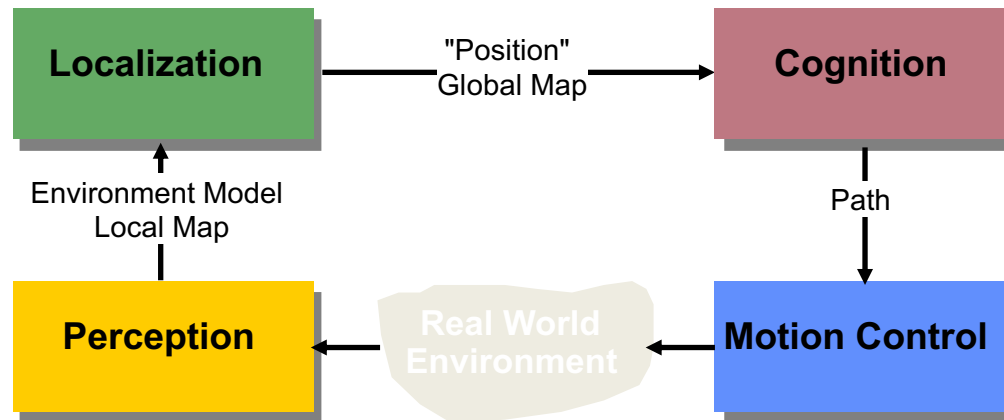 Localization
"Position"
Global Map
Cognition
Environment Model
Local Map
Path
Perception
Real World
Environment
Motion Control